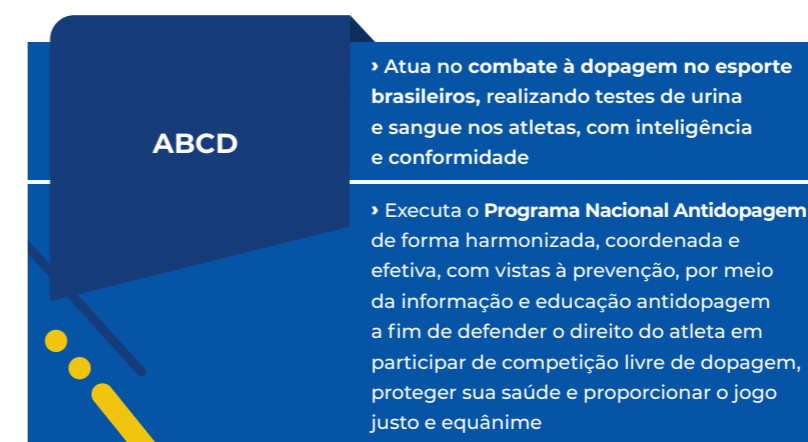 ABCD
› Atua no combate à dopagem no esporte
brasileiros, realizando testes de urina
e sangue nos atletas, com inteligência
e conformidade
› Executa o Programa Nacional Antidopagem
de forma harmonizada, coordenada e
efetiva, com vistas à prevenção, por meio
da informação e educação antidopagem
a fim de defender o direito do atleta em
participar de competição livre de dopagem,
proteger sua saúde e proporcionar o jogo
justo e equânime